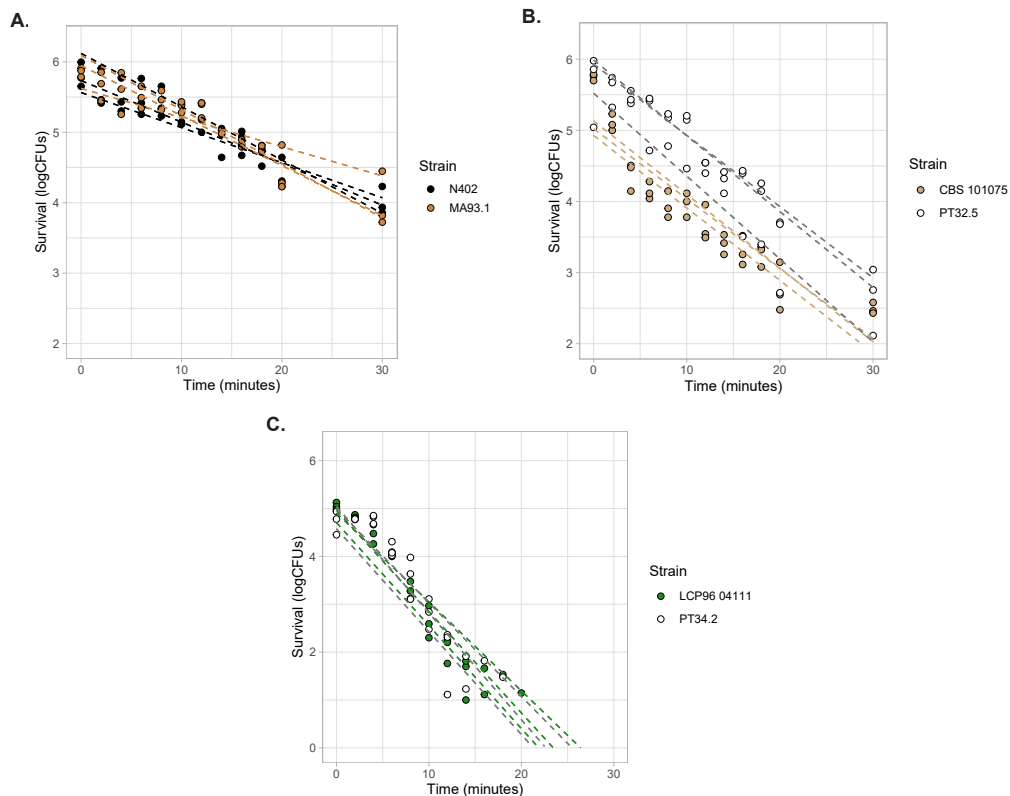 A.
Survival (logCFUs)
6
5
4
3
2
0
10
20
30
Time (minutes)
Strain
N402
MA93.1
B.
Survival (logCFUs)
6
5
4
3
2
0
10
20
30
Time (minutes)
Strain
CBS 101075
PT32.5
C.
Survival (logCFUs)
6
4
2
0
0
10
20
30
Time (minutes)
Strain
LCP96 04111
PT34.2